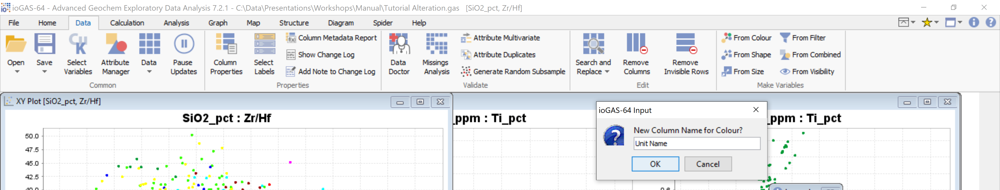 ioGAS-64 - Advanced Geochem Exploratory Data Analysis 7.2.1 - C:\Data\Presentations\Workshops\Manual\Tutorial Alteration.gas [SiO2_pct, Zr/Hf]
File Home Data Calculation Analysis Graph Map Structure Diagram Spider Help
Open
Save
Select
Variables
Attribute
Manager
Data
Pause
Updates
Common
Column
Properties
Select
Labels
Column Metadata Report
Show Change Log
Add Note to Change Log
Properties
Data
Doctor
Missings
Analysis
Attribute Multivariate
Attribute Duplicates
Generate Random Subsample
Validate
Search and
Replace
Remove
Columns
Remove
Invisible Rows
Edit
From Colour
From Shape
From Size
From Filter
From Combined
From Visibility
Make Variables
XY Plot [SiO2_pct, Zr/Hf]
SiO2_pct : Zr/Hf
50.0
47.5
45.0
42.5
_ppm : Ti_pct
ioGAS-64 Input
New Column Name for Colour?
Unit Name
OK Cancel
_ppm : Ti_pct